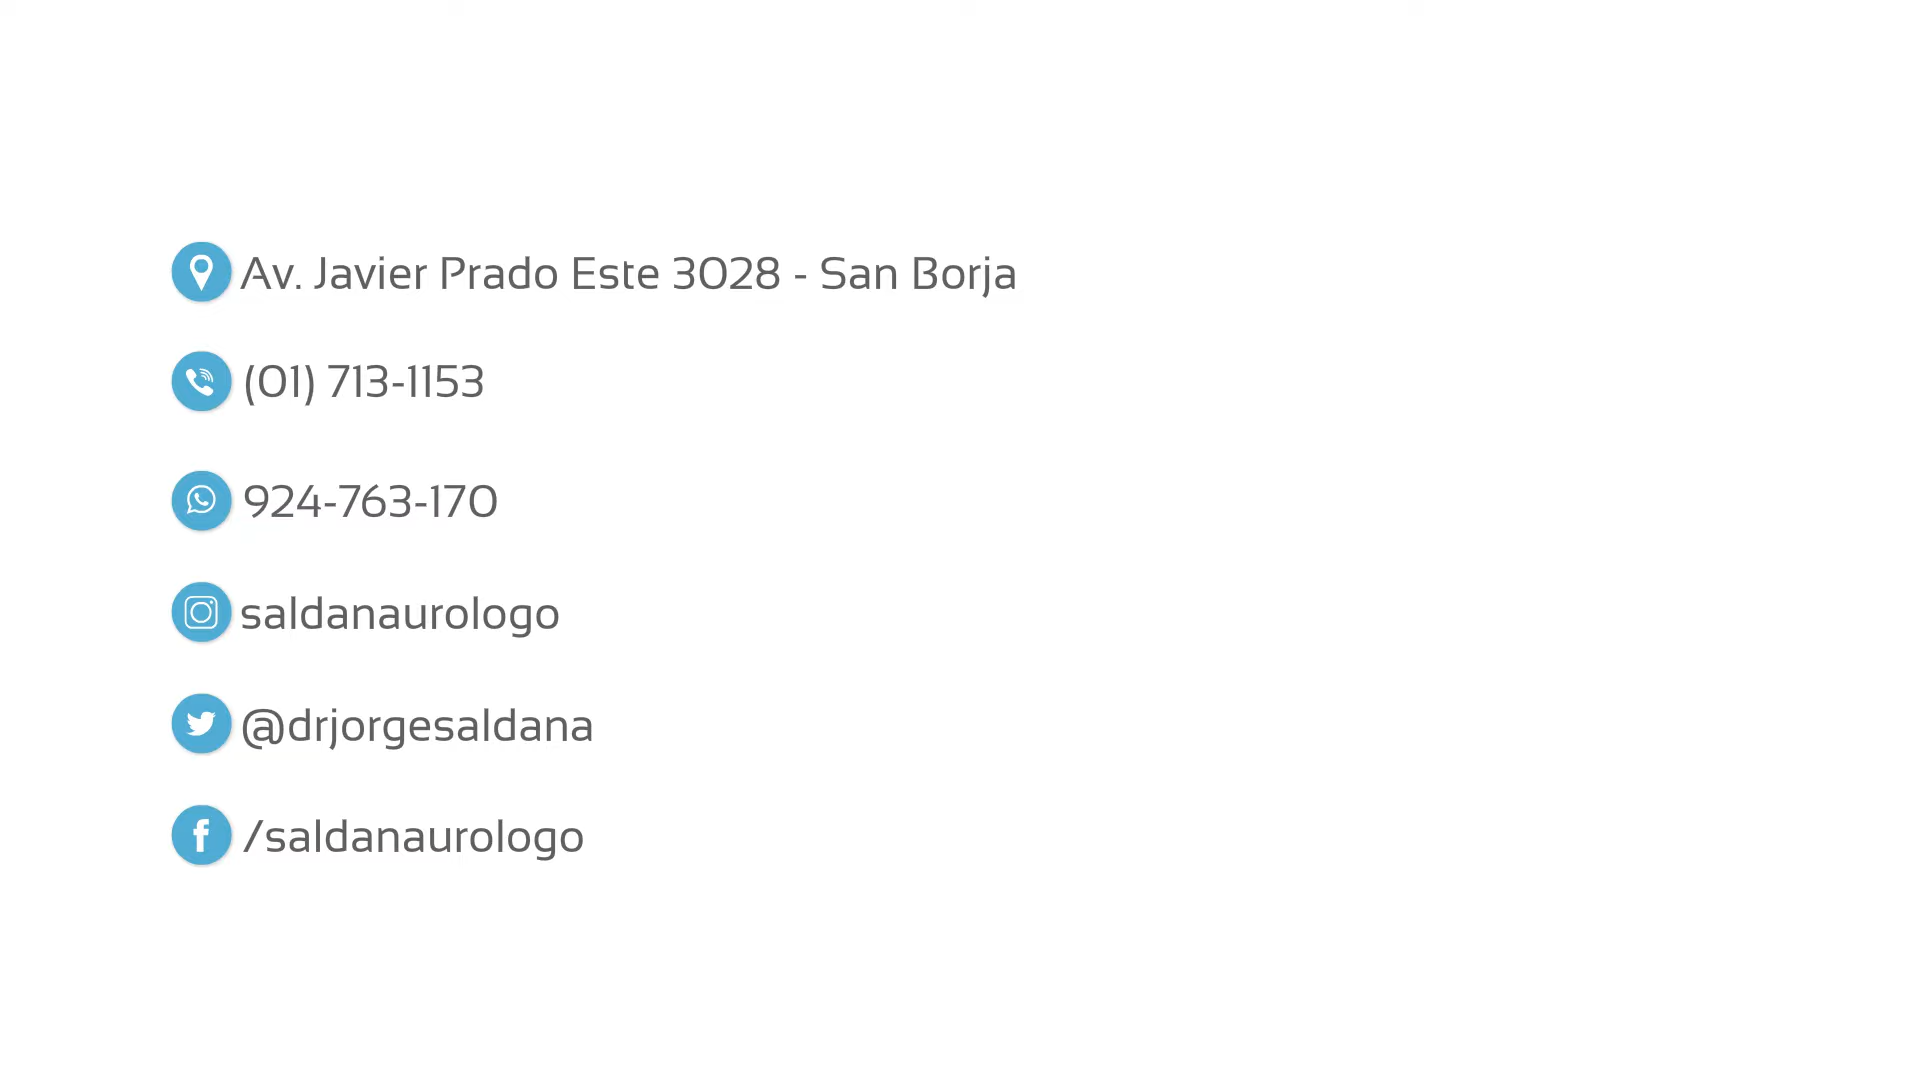 Av. Javier Prado Este 3028 - San Borja
(01) 713-1153
924-763-170
saldanaurologo
@drjorgesaldana
/saldanaurologo